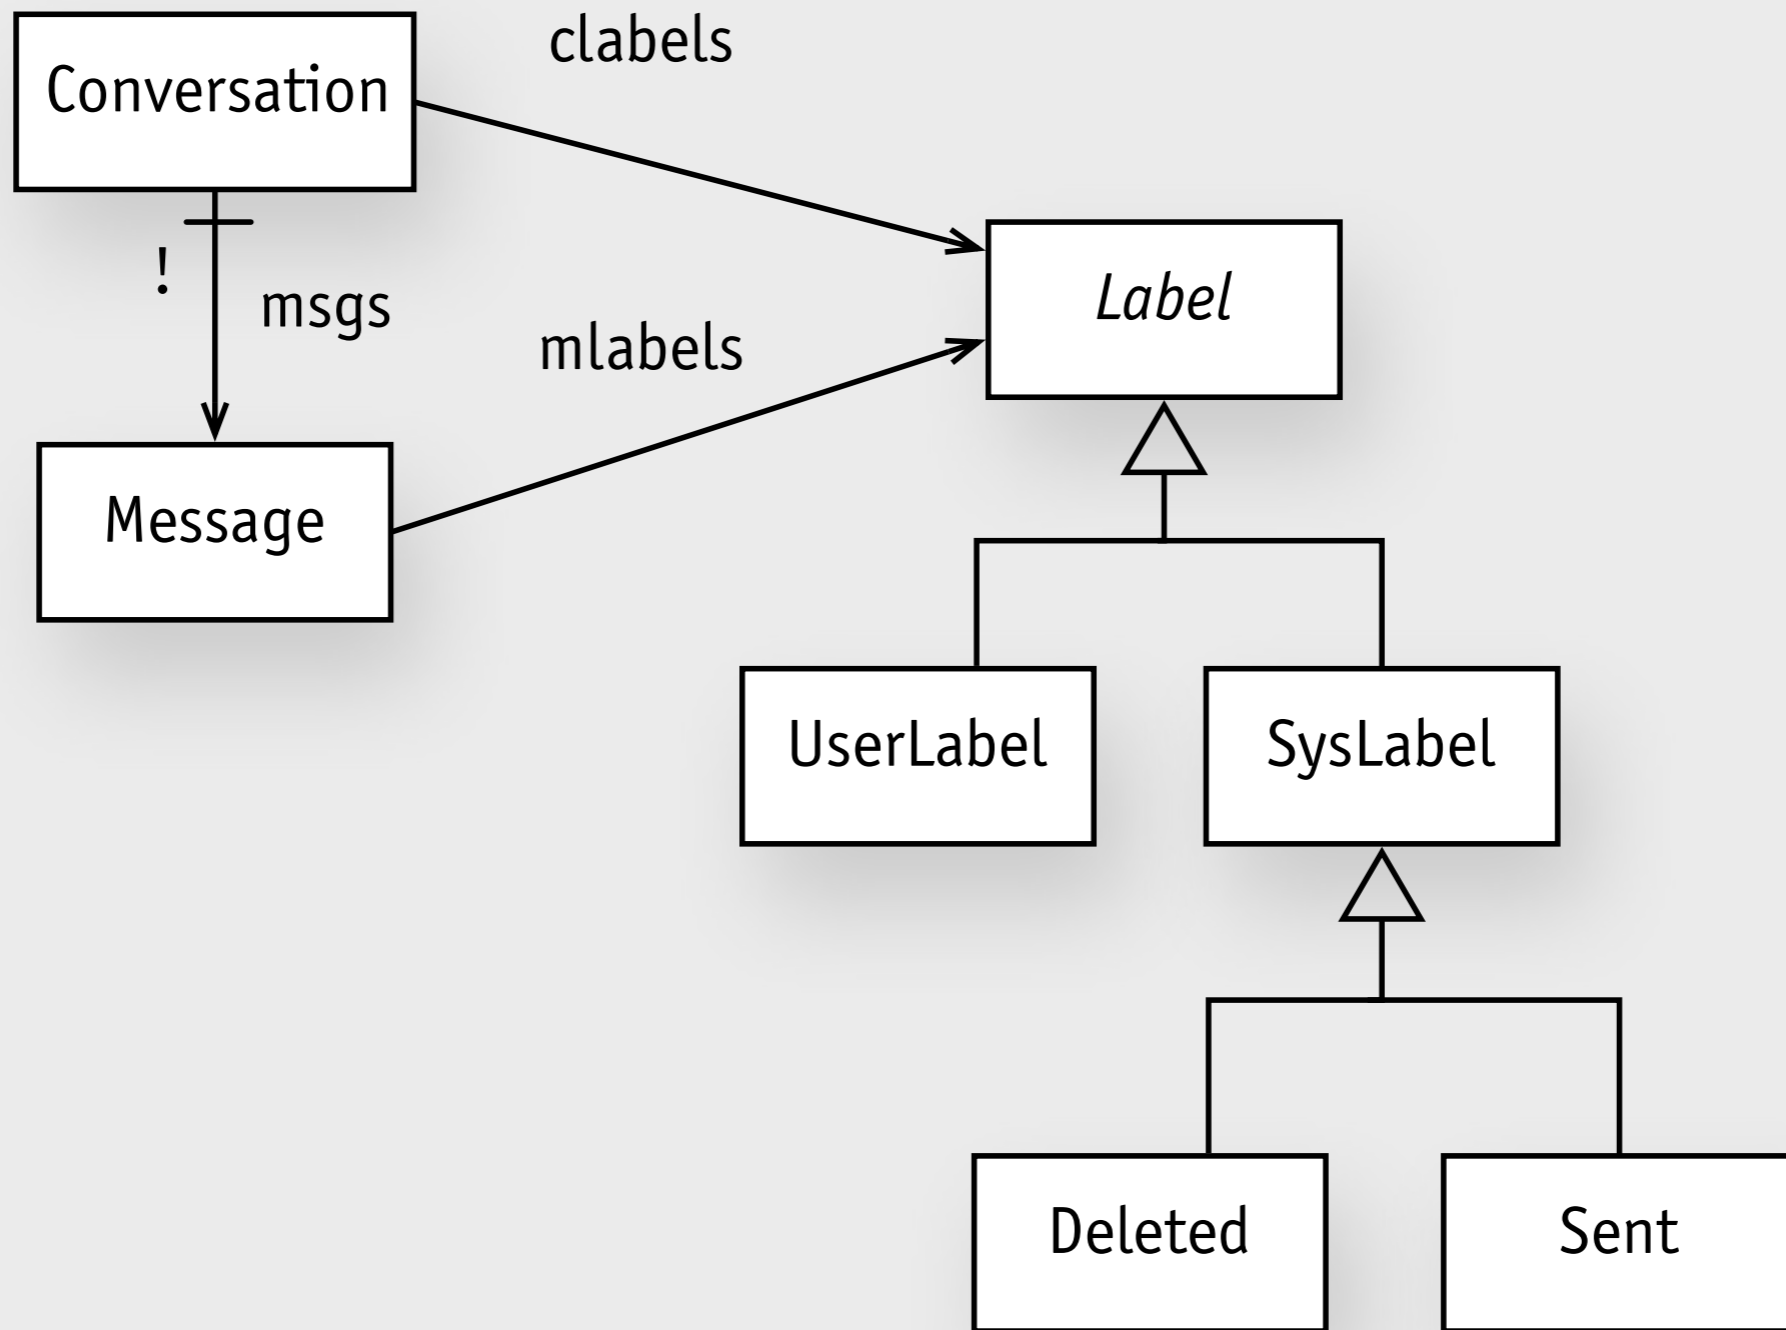 clabels
Conversation
Label
!
msgs
mlabels
Message
UserLabel
SysLabel
Deleted
Sent